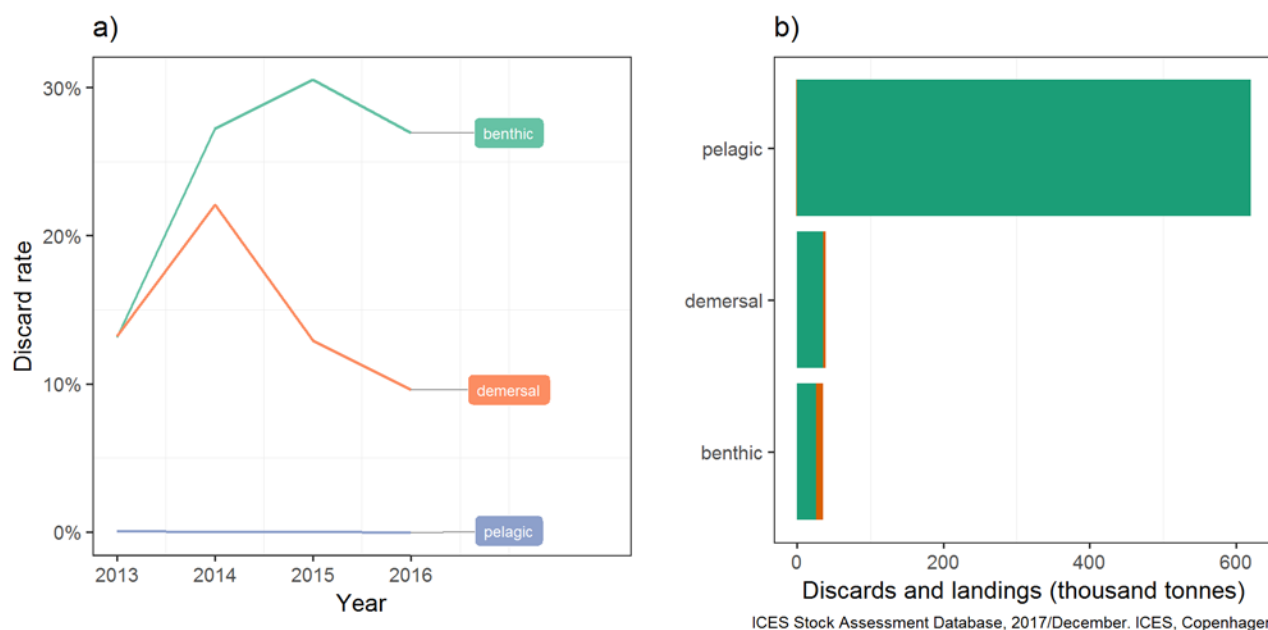 a)
Discard rate
30%
20%
10%
0%
benthic
demersal
pelagic
2013 2014 2015 2016
Year
b)
pelagic
demersal
benthic
0 200 400 600
Discards and landings (thousand tonnes)
ICES Stock Assessment Database, 2017/December. ICES, Copenhagen